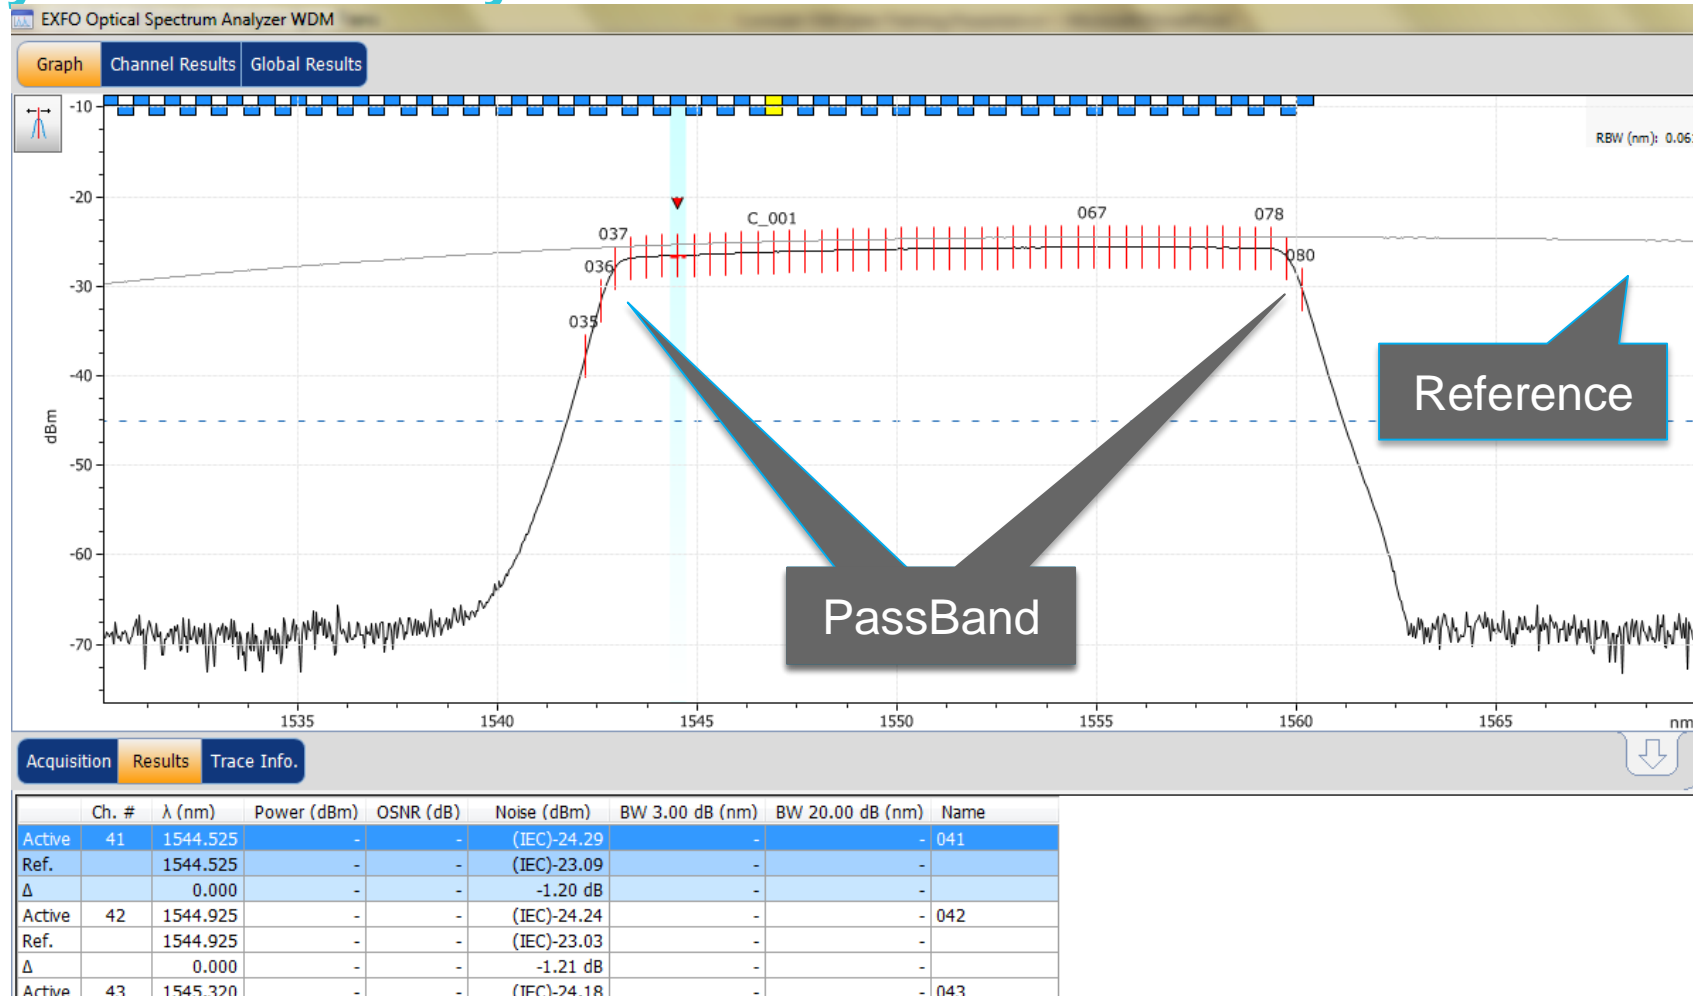 EXFO Optical Spectrum Analyzer WDM
Graph Channel Results Global Results
-10
RBW (nm): 0.06
-20
C_001 067 078
037
036 080
-30
035
-40
Reference
dBm
-50
-60
PassBand
-70
1535 1540 1545 1550 1555 1560 1565 nm
Acquisition Results Trace Info.
Ch. # λ (nm) Power (dBm) OSNR (dB) Noise (dBm) BW 3.00 dB (nm) BW 20.00 dB (nm) Name
Active 41 1544.525 - - (IEC)-24.29 - - 041
Ref. 1544.525 - - (IEC)-23.09 - -
Δ 0.000 - - -1.20 dB - -
Active 42 1544.925 - - (IEC)-24.24 - - 042
Ref. 1544.925 - - (IEC)-23.03 - -
Δ 0.000 - - -1.21 dB - -
Active 43 1545.320 - - (IEC)-24.18 - - 043